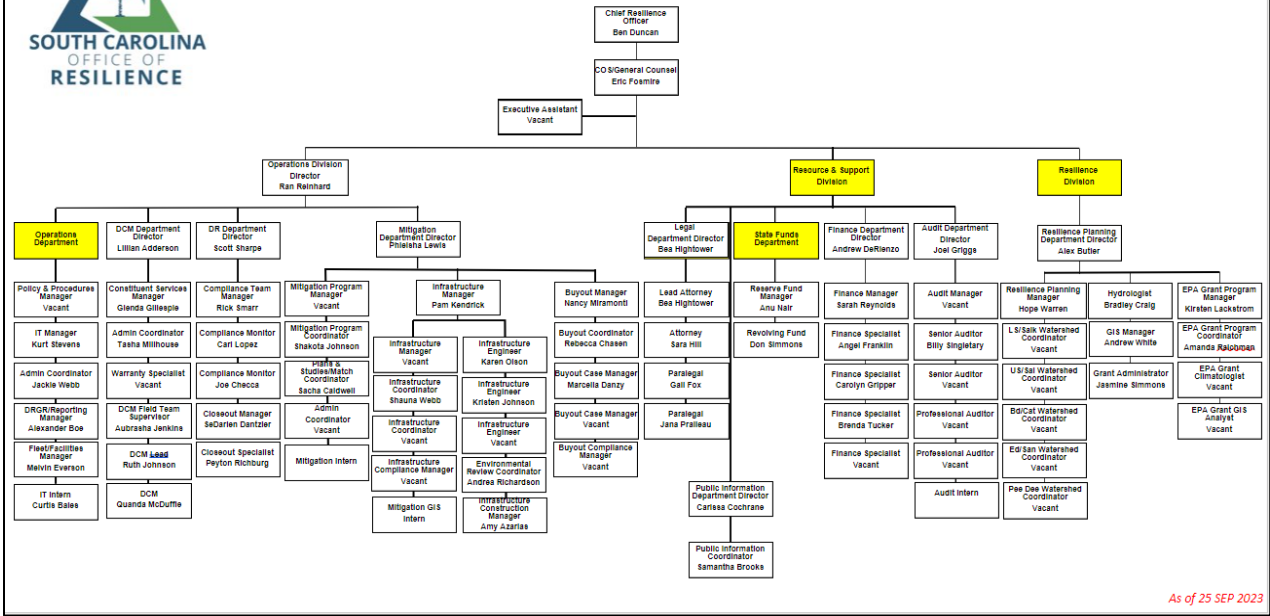 SOUTH CAROLINA
OFFICE OF
RESILIENCE
Chief Resilience
Officer
Ben Duncan
COS/General Counsel
Eric Fosmire
Executive Assistant
Vacant
Operations Division
Director
Ran Reinhard
Resource & Support
Division
Resilience
Division
Operations
Department
DCM Department
Director
Lillian Adderson
DR Department
Director
Scott Sharpe
Mitigation
Department Director
Phleisha Lewis
Legal
Department Director
Bea Hightower
State Funds
Department
Finance Department
Director
Andrew DeRienzo
Audit Department
Director
Joel Griggs
Resilience Planning
Department Director
Alex Butler
Policy & Procedures
Manager
Vacant
IT Manager
Kurt Stevens
Admin Coordinator
Jackie Webb
DRGR/Reporting
Manager
Alexander Boe
Fleet/Facilities
Manager
Melvin Everson
IT Intern
Curtis Bales
Constituent Services
Manager
Glenda Gillespie
Admin Coordinator
Tasha Millhouse
Warranty Specialist
Vacant
DCM Field Team
Supervisor
Aubrasha Jenkins
DCM Lead
Ruth Johnson
DCM
Quanda McDuffie
Compliance Team
Manager
Rick Smarr
Compliance Monitor
Carl Lopez
Compliance Monitor
Joe Checca
Closeout Manager
SeDarien Dantzler
Closeout Specialist
Peyton Richburg
Mitigation Program
Manager
Vacant
Mitigation Program
Coordinator
Shakota Johnson
Plans &
Studies/Match
Coordinator
Sacha Caldwell
Admin
Coordinator
Vacant
Mitigation Intern
Infrastructure
Manager
Pam Kendrick
Infrastructure
Manager
Vacant
Infrastructure
Coordinator
Shauna Webb
Infrastructure
Coordinator
Vacant
Infrastructure
Compliance Manager
Vacant
Mitigation GIS
Intern
Infrastructure
Engineer
Karen Olson
Infrastructure
Engineer
Kristen Johnson
Infrastructure
Engineer
Vacant
Environmental
Review Coordinator
Andrea Richardson
Infrastructure
Construction
Manager
Amy Azarias
Buyout Manager
Nancy Miramonti
Buyout Coordinator
Rebecca Chasen
Buyout Case Manager
Marcella Danzy
Buyout Case Manager
Vacant
Buyout Compliance
Manager
Vacant
Lead Attorney
Bea Hightower
Attorney
Sara Hill
Paralegal
Gail Fox
Paralegal
Jana Pralleau
Public Information
Department Director
Carissa Cochrane
Public Information
Coordinator
Samantha Brooks
Reserve Fund
Manager
Anu Nair
Revolving Fund
Don Simmons
Finance Manager
Sarah Reynolds
Finance Specialist
Angel Franklin
Finance Specialist
Carolyn Gripper
Finance Specialist
Brenda Tucker
Finance Specialist
Vacant
Audit Manager
Vacant
Senior Auditor
Billy Singletary
Senior Auditor
Vacant
Professional Auditor
Vacant
Professional Auditor
Vacant
Audit Intern
Resilience Planning
Manager
Hope Warren
LS/Salk Watershed
Coordinator
Vacant
US/Sal Watershed
Coordinator
Vacant
Bd/Cat Watershed
Coordinator
Vacant
Ed/San Watershed
Coordinator
Vacant
Pee Dee Watershed
Coordinator
Vacant
Hydrologist
Bradley Craig
GIS Manager
Andrew White
Grant Administrator
Jasmine Simmons
EPA Grant Program
Manager
Kirsten Lackstrom
EPA Grant Program
Coordinator
Amanda
EPA Grant
Climatologist
Vacant
EPA Grant GIS
Analyst
Vacant
As of 25 SEP 2023